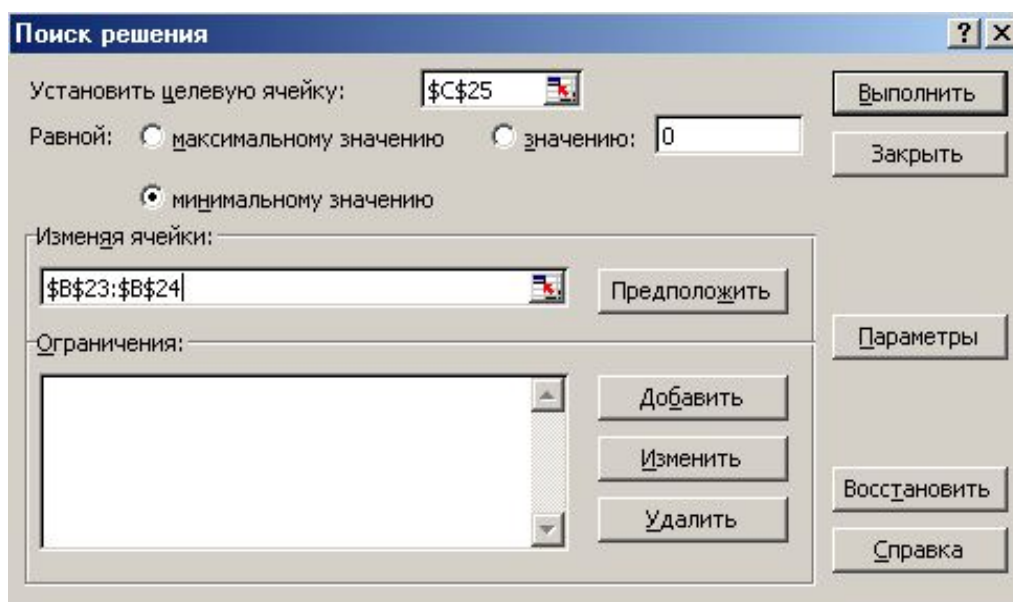 Поиск решения
Установить целевую ячейку: $C$25
Выполнить
Равной: максимальному значению значению: 0
Закрыть
минимальному значению
Изменяя ячейки:
$B$23:$B$24
Предположить
Ограничения:
Параметры
Добавить
Изменить
Восстановить
Удалить
Справка